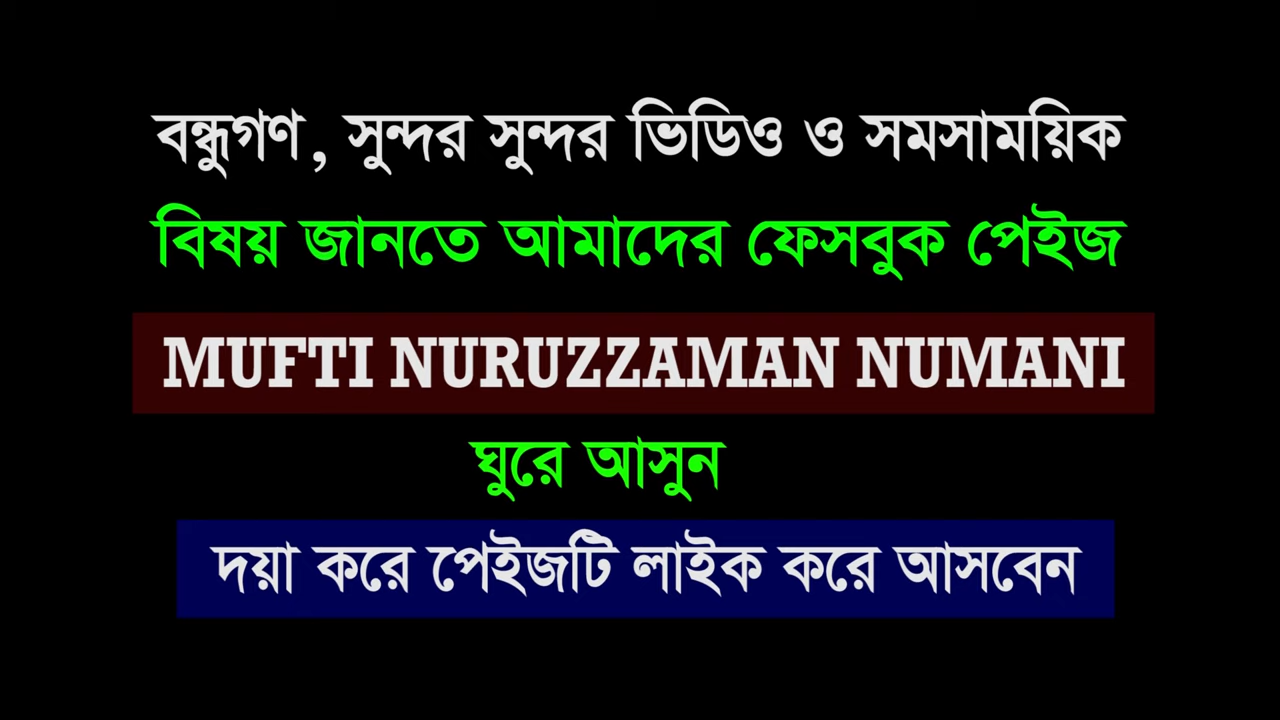 বন্ধুগণ, সুন্দর সুন্দর ভিডিও ও সমসাময়িক
বিষয় জানতে আমাদের ফেসবুক পেইজ
MUFTI NURUZZAMAN NUMANI
ঘুরে আসুন
দয়া করে পেইজটি লাইক করে আসবেন